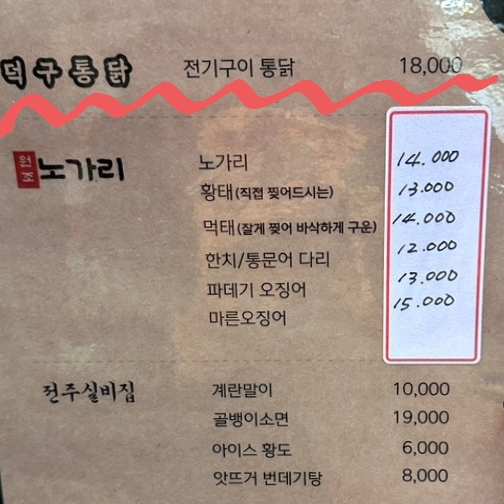 덕구통닭 전기구이 통닭 18,000
원조 노가리 노가리 14.000
황태(직접 찢어드시는) 13.000
먹태(잘게 찢어 바삭하게 구운) 14.000
한치/통문어 다리 12.000
파데기 오징어 13.000
마른오징어 15.000
전주실비집 계란말이 10,000
골뱅이소면 19,000
아이스 황도 6,000
앗뜨거 번데기탕 8,000